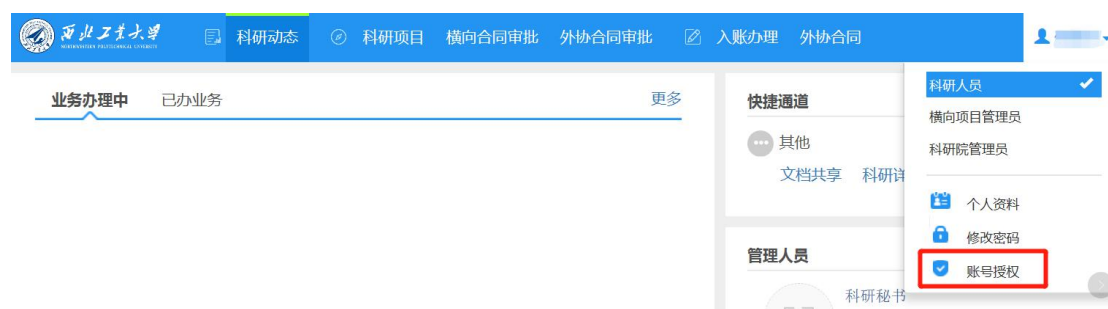 西北工业大学
NORTHWESTERN POLYTECHNICAL UNIVERSITY
科研动态 科研项目 横向合同审批 外协合同审批 入账办理 外协合同
业务办理中 已办业务 更多
快捷通道
其他
文档共享 科研详
管理人员
科研秘书
科研人员
横向项目管理员
科研院管理员
个人资料
修改密码
账号授权